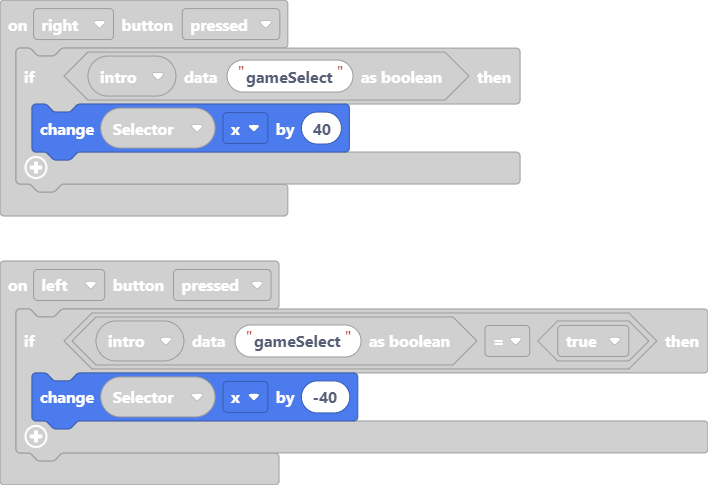 on right button pressed
if intro data "gameSelect" as boolean then
change Selector x by 40
on left button pressed
if intro data "gameSelect" as boolean = true then
change Selector x by -40